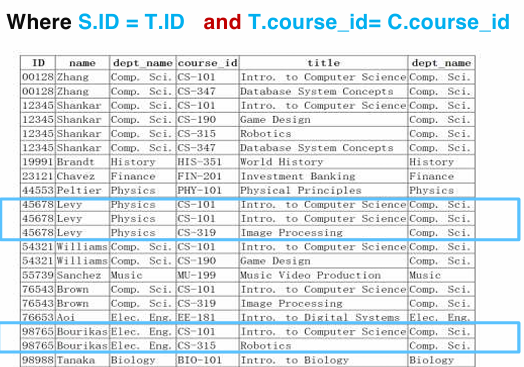 Where S.ID = T.ID and T.course_id= C.course_id
ID name dept_name course_id title dept_name
00128 Zhang Comp. Sci. CS-101 Intro. to Computer Science Comp. Sci.
00128 Zhang Comp. Sci. CS-347 Database System Concepts Comp. Sci.
12345 Shankar Comp. Sci. CS-101 Intro. to Computer Science Comp. Sci.
12345 Shankar Comp. Sci. CS-190 Game Design Comp. Sci.
12345 Shankar Comp. Sci. CS-315 Robotics Comp. Sci.
12345 Shankar Comp. Sci. CS-347 Database System Concepts Comp. Sci.
19991 Brandt History HIS-351 World History History
23121 Chavez Finance FIN-201 Investment Banking Finance
44553 Peltier Physics PHY-101 Physical Principles Physics
45678 Levy Physics CS-101 Intro. to Computer Science Comp. Sci.
45678 Levy Physics CS-101 Intro. to Computer Science Comp. Sci.
45678 Levy Physics CS-319 Image Processing Comp. Sci.
54321 Williams Comp. Sci. CS-101 Intro. to Computer Science Comp. Sci.
54321 Williams Comp. Sci. CS-190 Game Design Comp. Sci.
55739 Sanchez Music MU-199 Music Video Production Music
76543 Brown Comp. Sci. CS-101 Intro. to Computer Science Comp. Sci.
76543 Brown Comp. Sci. CS-319 Image Processing Comp. Sci.
76653 Aoi Elec. Eng. EE-181 Intro. to Digital Systems Elec. Eng.
98765 Bourikas Elec. Eng. CS-101 Intro. to Computer Science Comp. Sci.
98765 Bourikas Elec. Eng. CS-315 Robotics Comp. Sci.
98988 Tanaka Biology BIO-101 Intro. to Biology Biology